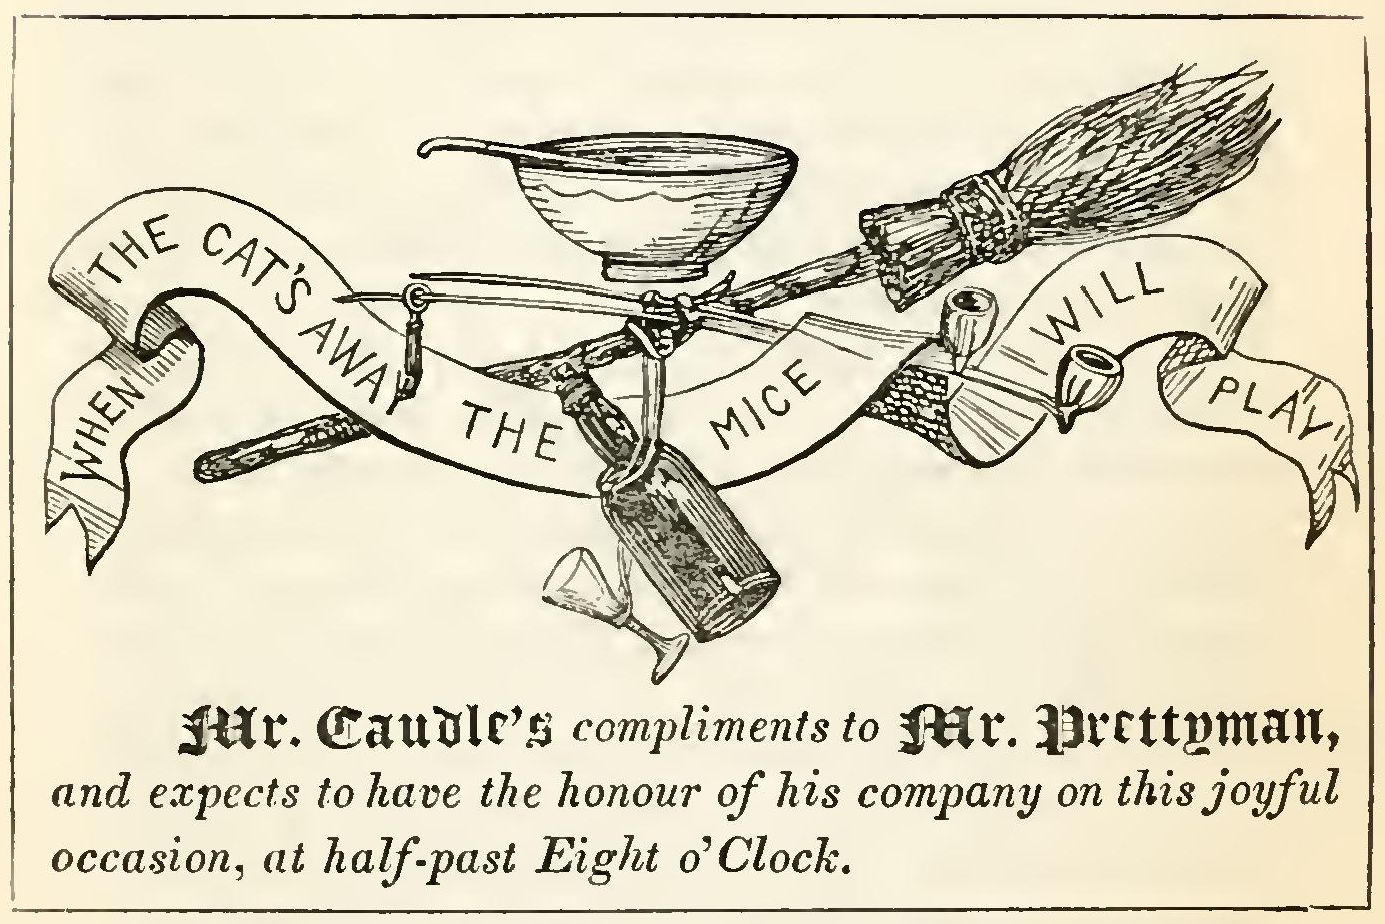 WHEN THE CAT'S AWAY THE MICE WILL PLAY
Mr. Caudle's compliments to Mr. Prettyman,
and expects to have the honour of his company on this joyful
occasion, at half-past Eight o'Clock.